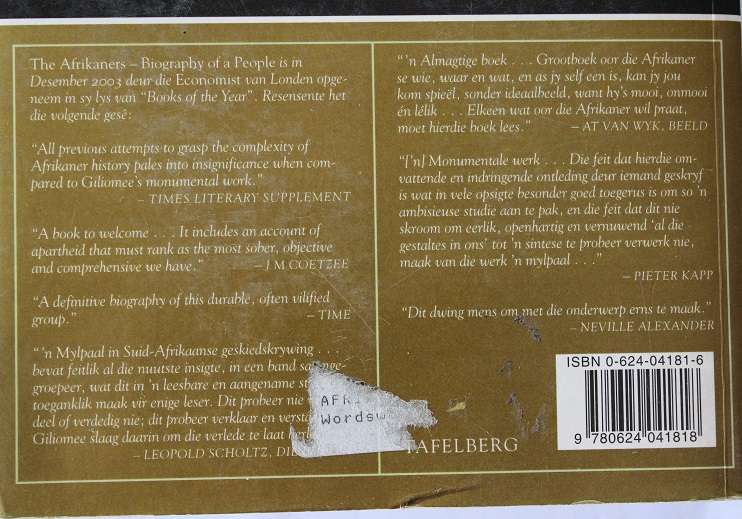 The Afrikaners – Biography of a People is in
Desember 2003 deur die Economist van Londen opge-
neem in sy lys van "Books of the Year". Resensente het
die volgende gesê:
"All previous attempts to grasp the complexity of
Afrikaner history pales into insignificance when com-
pared to Giliomee's monumental work."
– TIMES LITERARY SUPPLEMENT
"A book to welcome . . . It includes an account of
apartheid that must rank as the most sober, objective
and comprehensive we have." – J M COETZEE
"A definitive biography of this durable, often vilified
group." – TIME
"'n Mylpaal in Suid-Afrikaanse geskiedskrywing . . .
bevat feitlik al die nuutste insigte, in een band
groepeer, wat dit in 'n leesbare en aangename
toeganklik maak vir enige leser. Dit probeer nie
deel of verdedig nie; dit probeer verklaar en
Giliomee slaag daarin om die verlede te laat
– LEOPOLD SCHOLTZ,
"'n Almagtige boek . . . Grootboek oor die Afrikaner
se wie, waar en wat, en as jy self een is, kan jy jou
kom spieël, sonder ideaalbeeld, want hy's mooi, onmooi
én lélik . . . Elkeen wat oor die Afrikaner wil praat,
moet hierdie boek lees." – AT VAN WYK, BEELD
"['n] Monumentale werk . . . Die feit dat hierdie om-
vattende en indringende ontleding deur iemand geskryf
is wat in vele opsigte besonder goed toegerus is om so 'n
ambisieuse studie aan te pak, en die feit dat dit nie
skroom om eerlik, openhartig en vernuwend 'al die
gestaltes in ons' tot 'n sintese te probeer verwerk nie,
maak van die werk 'n mylpaal . . ."
– PIETER KAPP
"Dit dwing mens om met die onderwerp erns te maak."
– NEVILLE ALEXANDER
ISBN 0-624-04181-6
9 780624 041818
TAFELBERG